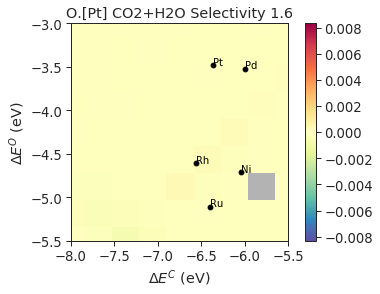 O.[Pt] CO2+H2O Selectivity 1.6
−3.0
−3.5
−4.0
−4.5
−5.0
−5.5
ΔE^O (eV)
Pt
Pd
Rh
Ni
Ru
−8.0 −7.5 −7.0 −6.5 −6.0 −5.5
ΔE^C (eV)
0.008
0.006
0.004
0.002
0.000
−0.002
−0.004
−0.006
−0.008